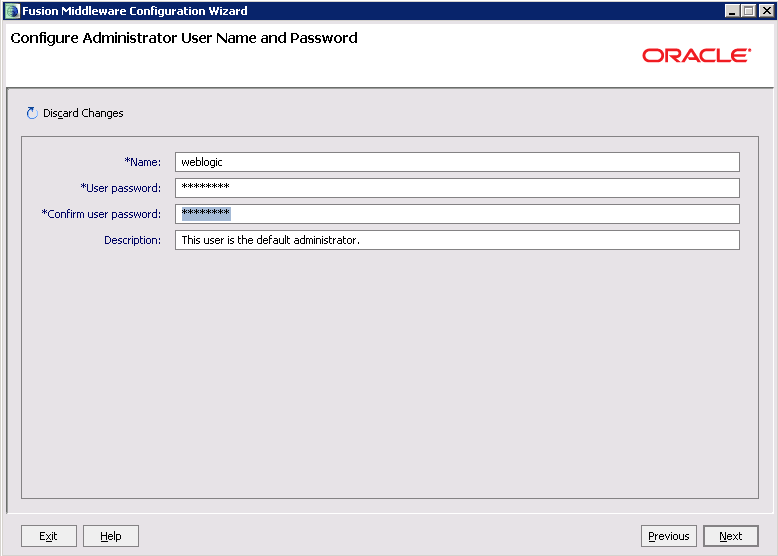 Fusion Middleware Configuration Wizard
Configure Administrator User Name and Password
ORACLE
Discard Changes
*Name: weblogic
*User password: ********
*Confirm user password: ********
Description: This user is the default administrator.
Exit Help Previous Next